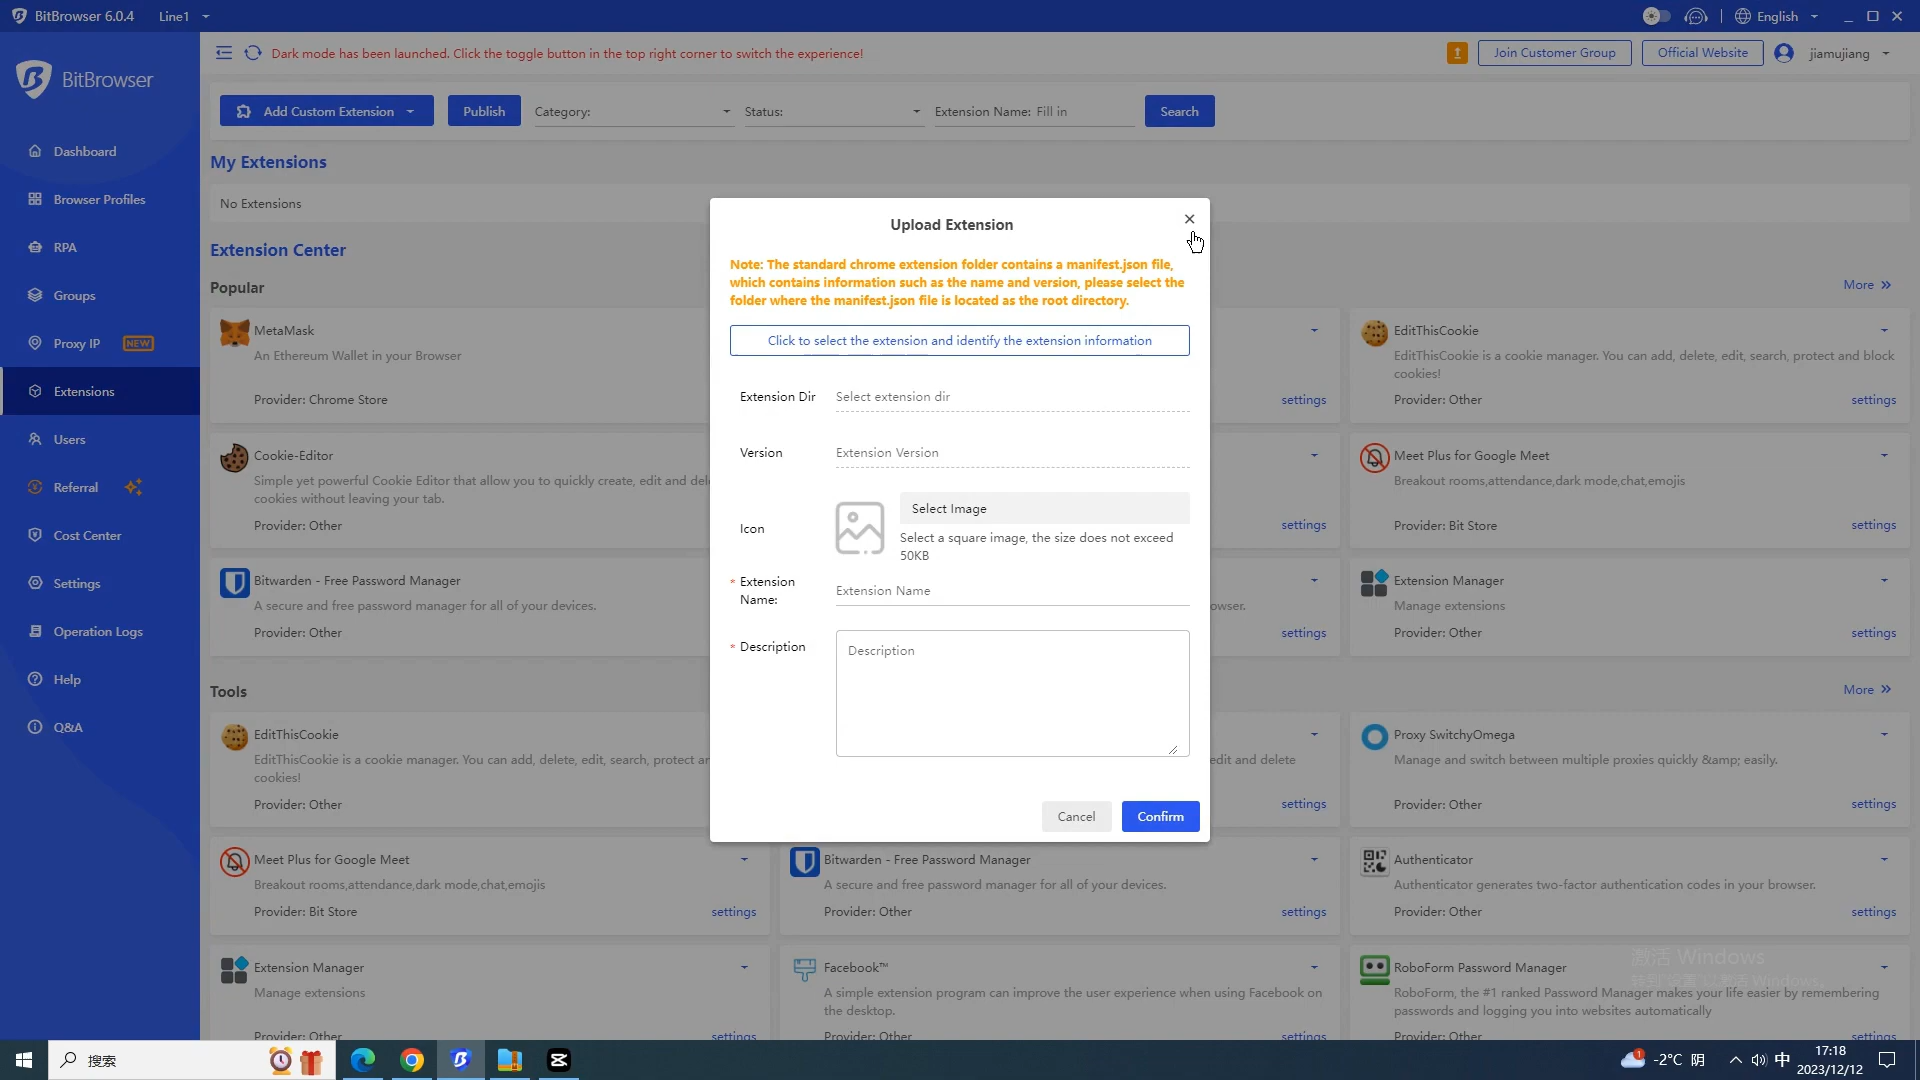 BitBrowser 6.0.4
Line1
English
Dark mode has been launched. Click the toggle button in the top right corner to switch the experience!
Join Customer Group
Official Website
jiamujiang
BitBrowser
Dashboard
Browser Profiles
RPA
Groups
Proxy IP
NEW
Extensions
Users
Referral
Cost Center
Settings
Operation Logs
Help
Q&A
Add Custom Extension
Publish
Category:
Status:
Extension Name: Fill in
Search
My Extensions
No Extensions
Extension Center
Popular
More
MetaMask
An Ethereum Wallet in your Browser
Provider: Chrome Store
settings
EditThisCookie
EditThisCookie is a cookie manager. You can add, delete, edit, search, protect and block
cookies!
Provider: Other
settings
Cookie-Editor
Simple yet powerful Cookie Editor that allow you to quickly create, edit and
cookies without leaving your tab.
Provider: Other
settings
Meet Plus for Google Meet
Breakout rooms,attendance,dark mode,chat,emojis
Provider: Bit Store
settings
Bitwarden - Free Password Manager
A secure and free password manager for all of your devices.
Provider: Other
settings
Extension Manager
Manage extensions
Provider: Other
settings
Upload Extension
Note: The standard chrome extension folder contains a manifest.json file,
which contains information such as the name and version, please select the
folder where the manifest.json file is located as the root directory.
Click to select the extension and identify the extension information
Extension Dir
Select extension dir
Version
Extension Version
Icon
Select Image
Select a square image, the size does not exceed
50KB
* Extension
Name:
Extension Name
* Description
Description
Cancel
Confirm
Tools
More
EditThisCookie
EditThisCookie is a cookie manager. You can add, delete, edit, search, protect
cookies!
Provider: Other
edit and delete
settings
Proxy SwitchyOmega
Manage and switch between multiple proxies quickly &amp; easily.
Provider: Other
settings
Meet Plus for Google Meet
Breakout rooms,attendance,dark mode,chat,emojis
Provider: Bit Store
settings
Bitwarden - Free Password Manager
A secure and free password manager for all of your devices.
Provider: Other
settings
Authenticator
Authenticator generates two-factor authentication codes in your browser.
Provider: Other
settings
Extension Manager
Manage extensions
Provider: Other
settings
Facebook™
A simple extension program can improve the user experience when using Facebook on
the desktop.
Provider: Other
settings
RoboForm Password Manager
RoboForm, the #1 ranked Password Manager makes your life easier by remembering
passwords and logging you into websites automatically
Provider: Other
settings
激活 Windows
搜索
1
-2°C 阴
中
17:18
2023/12/12